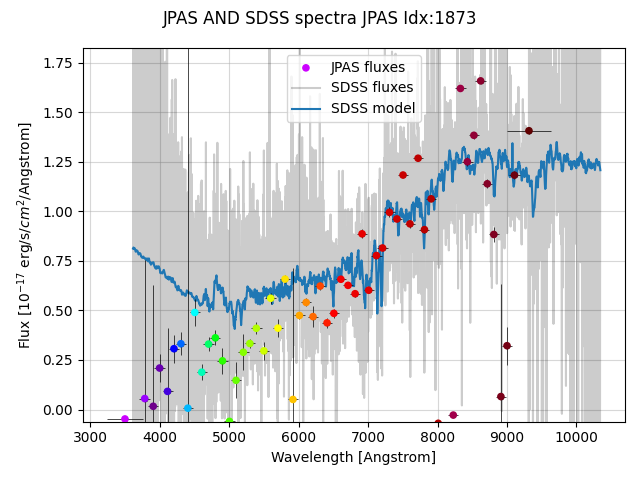 JPAS AND SDSS spectra JPAS Idx:1873
JPAS fluxes
SDSS fluxes
SDSS model
1.75
1.50
1.25
1.00
0.75
0.50
0.25
0.00
Flux [10⁻¹⁷ erg/s/cm²/Angstrom]
3000 4000 5000 6000 7000 8000 9000 10000
Wavelength [Angstrom]